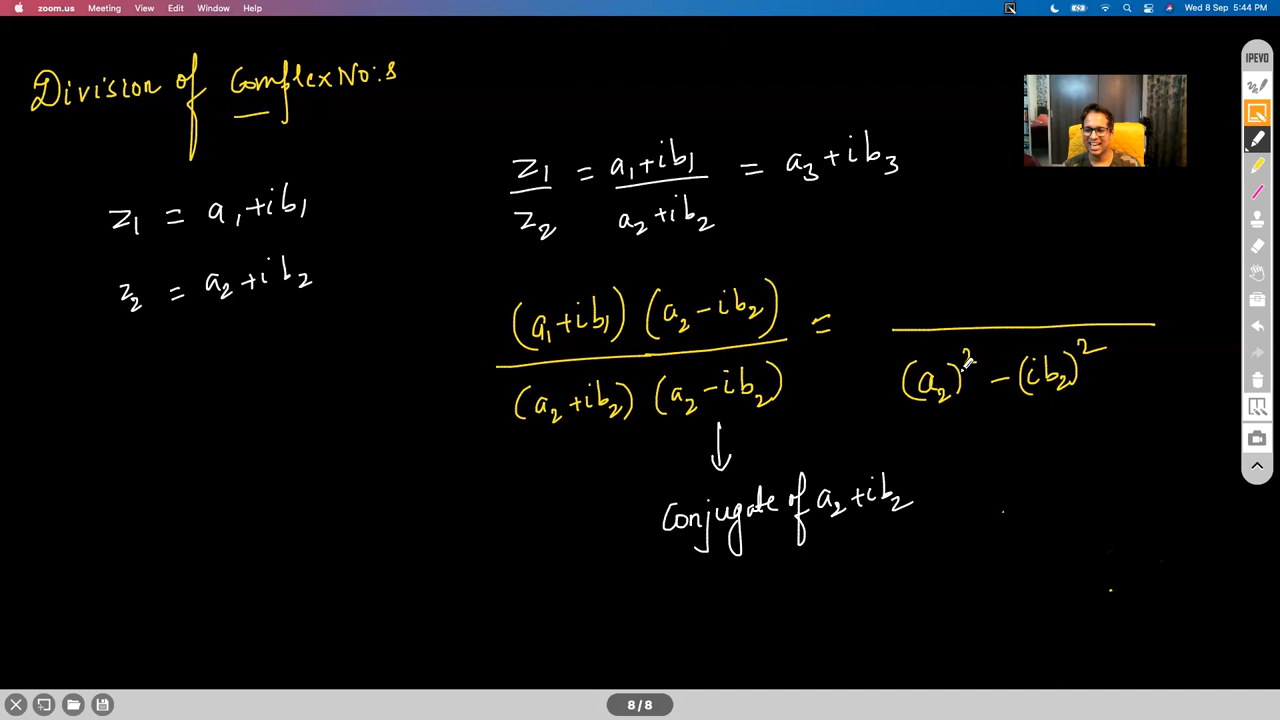 zoom.us Meeting View Edit Window Help Wed 8 Sep 5:44 PM
IPEVO
Division of Complex No:s
z₁ = a₁+ib₁
z₂ = a₂+ib₂
z₁/z₂ = (a₁+ib₁)/(a₂+ib₂) = a₃+ib₃
(a₁+ib₁) (a₂-ib₂) =
(a₂+ib₂) (a₂-ib₂) (a₂)² - (ib₂)²
↓
Conjugate of a₂+ib₂
8/8